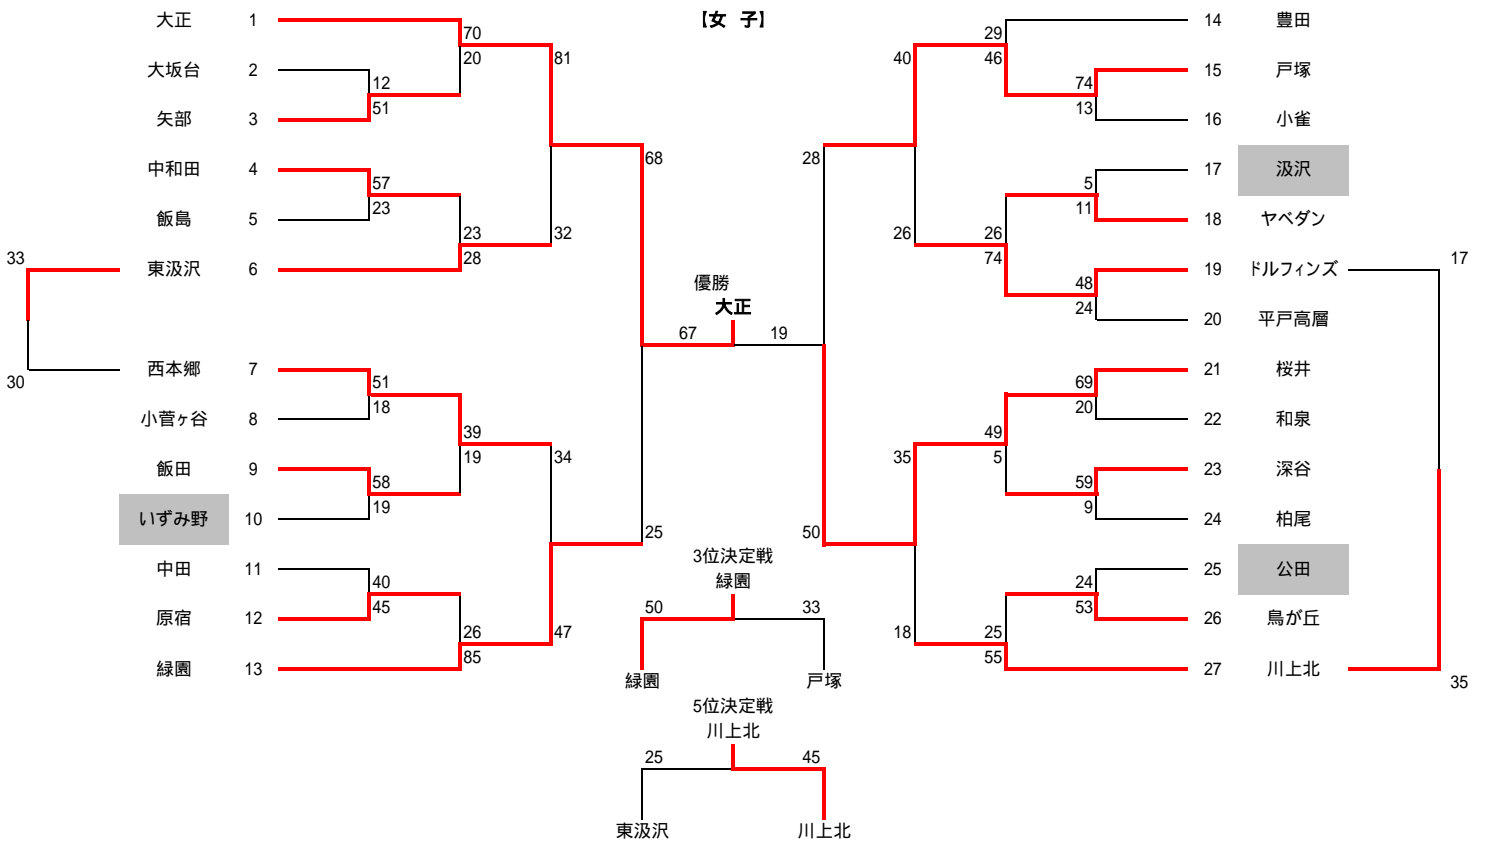 【女 子】
大正 1
70
20
大坂台 2
12
51
矢部 3
81
中和田 4
57
23
飯島 5
23
28
東汲沢 6
32
33
30
68
西本郷 7
51
18
小菅ヶ谷 8
39
19
飯田 9
58
19
いずみ野 10
34
中田 11
40
45
原宿 12
26
85
緑園 13
47
25
優勝
大正
67 19
14 豊田
29
46
15 戸塚
74
13
16 小雀
40
17 汲沢
5
11
18 ヤベダン
26
74
19 ドルフィンズ
48
24
20 平戸高層
26
28
17
35
21 桜井
69
20
22 和泉
49
5
23 深谷
59
9
24 柏尾
35
25 公田
24
53
26 鳥が丘
25
55
27 川上北
18
50
3位決定戦
緑園
50 33
緑園 戸塚
5位決定戦
川上北
25 45
東汲沢 川上北